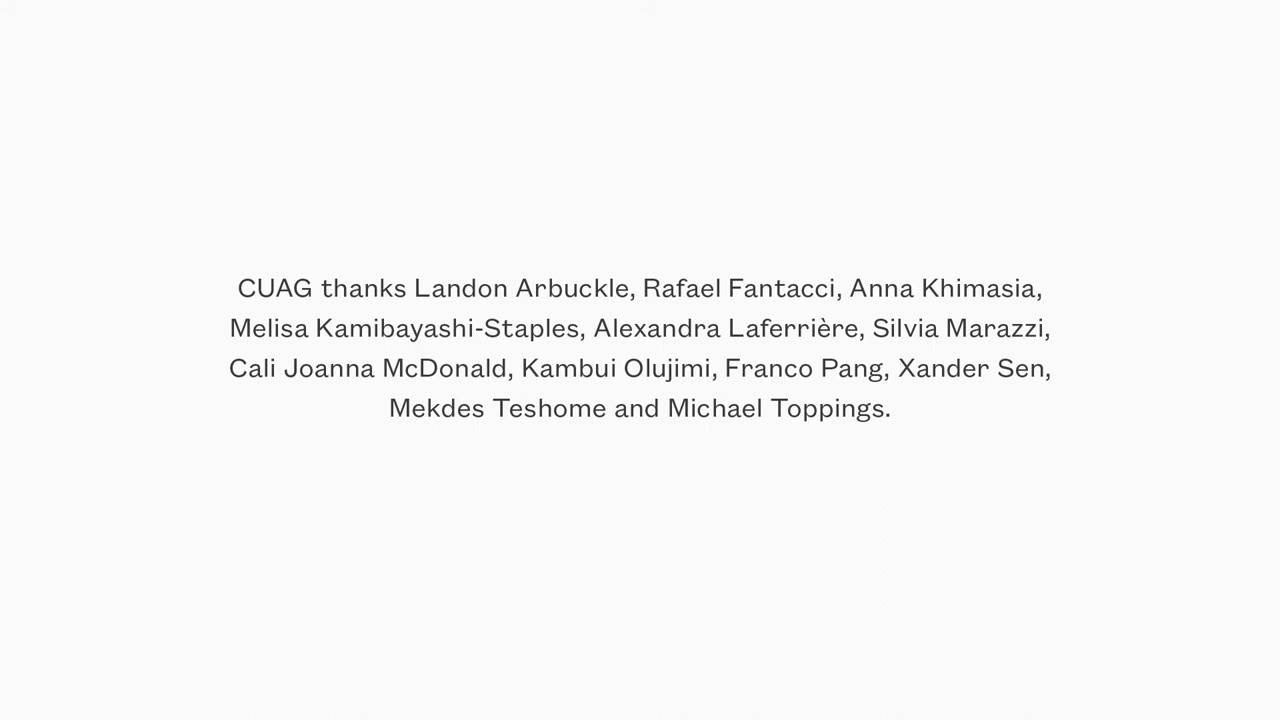 CUAG thanks Landon Arbuckle, Rafael Fantacci, Anna Khimasia,
Melisa Kamibayashi-Staples, Alexandra Laferrière, Silvia Marazzi,
Cali Joanna McDonald, Kambui Olujimi, Franco Pang, Xander Sen,
Mekdes Teshome and Michael Toppings.